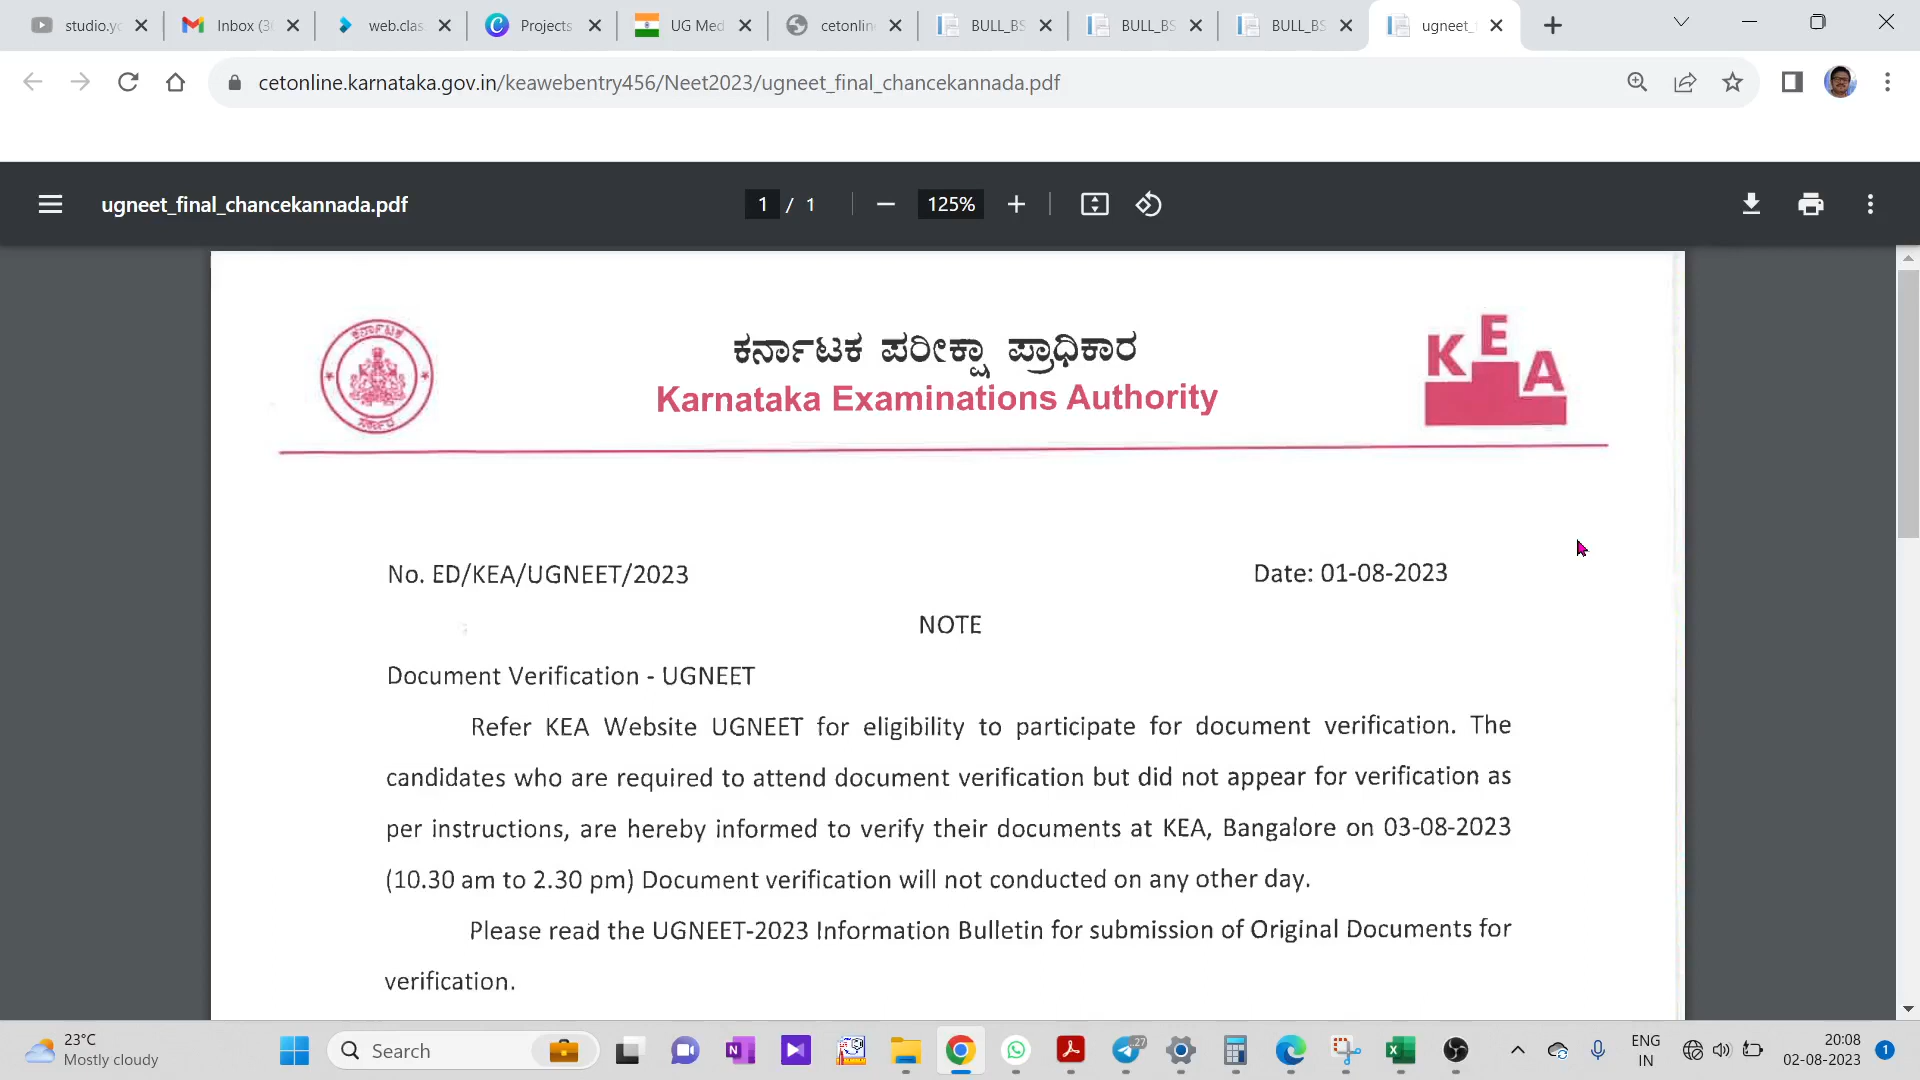 studio.yo
Inbox (3
web.clas
Projects
UG Med
cetonlin
BULL_BS
BULL_BS
BULL_BS
ugneet_
cetonline.karnataka.gov.in/keawebentry456/Neet2023/ugneet_final_chancekannada.pdf
ugneet_final_chancekannada.pdf
1 / 1
125%
ಕರ್ನಾಟಕ ಪರೀಕ್ಷಾ ಪ್ರಾಧಿಕಾರ
KEA
Karnataka Examinations Authority
No. ED/KEA/UGNEET/2023
Date: 01-08-2023
NOTE
Document Verification - UGNEET
Refer KEA Website UGNEET for eligibility to participate for document verification. The
candidates who are required to attend document verification but did not appear for verification as
per instructions, are hereby informed to verify their documents at KEA, Bangalore on 03-08-2023
(10.30 am to 2.30 pm) Document verification will not conducted on any other day.
Please read the UGNEET-2023 Information Bulletin for submission of Original Documents for
verification.
23°C
Mostly cloudy
Search
27
ENG
IN
20:08
02-08-2023
1